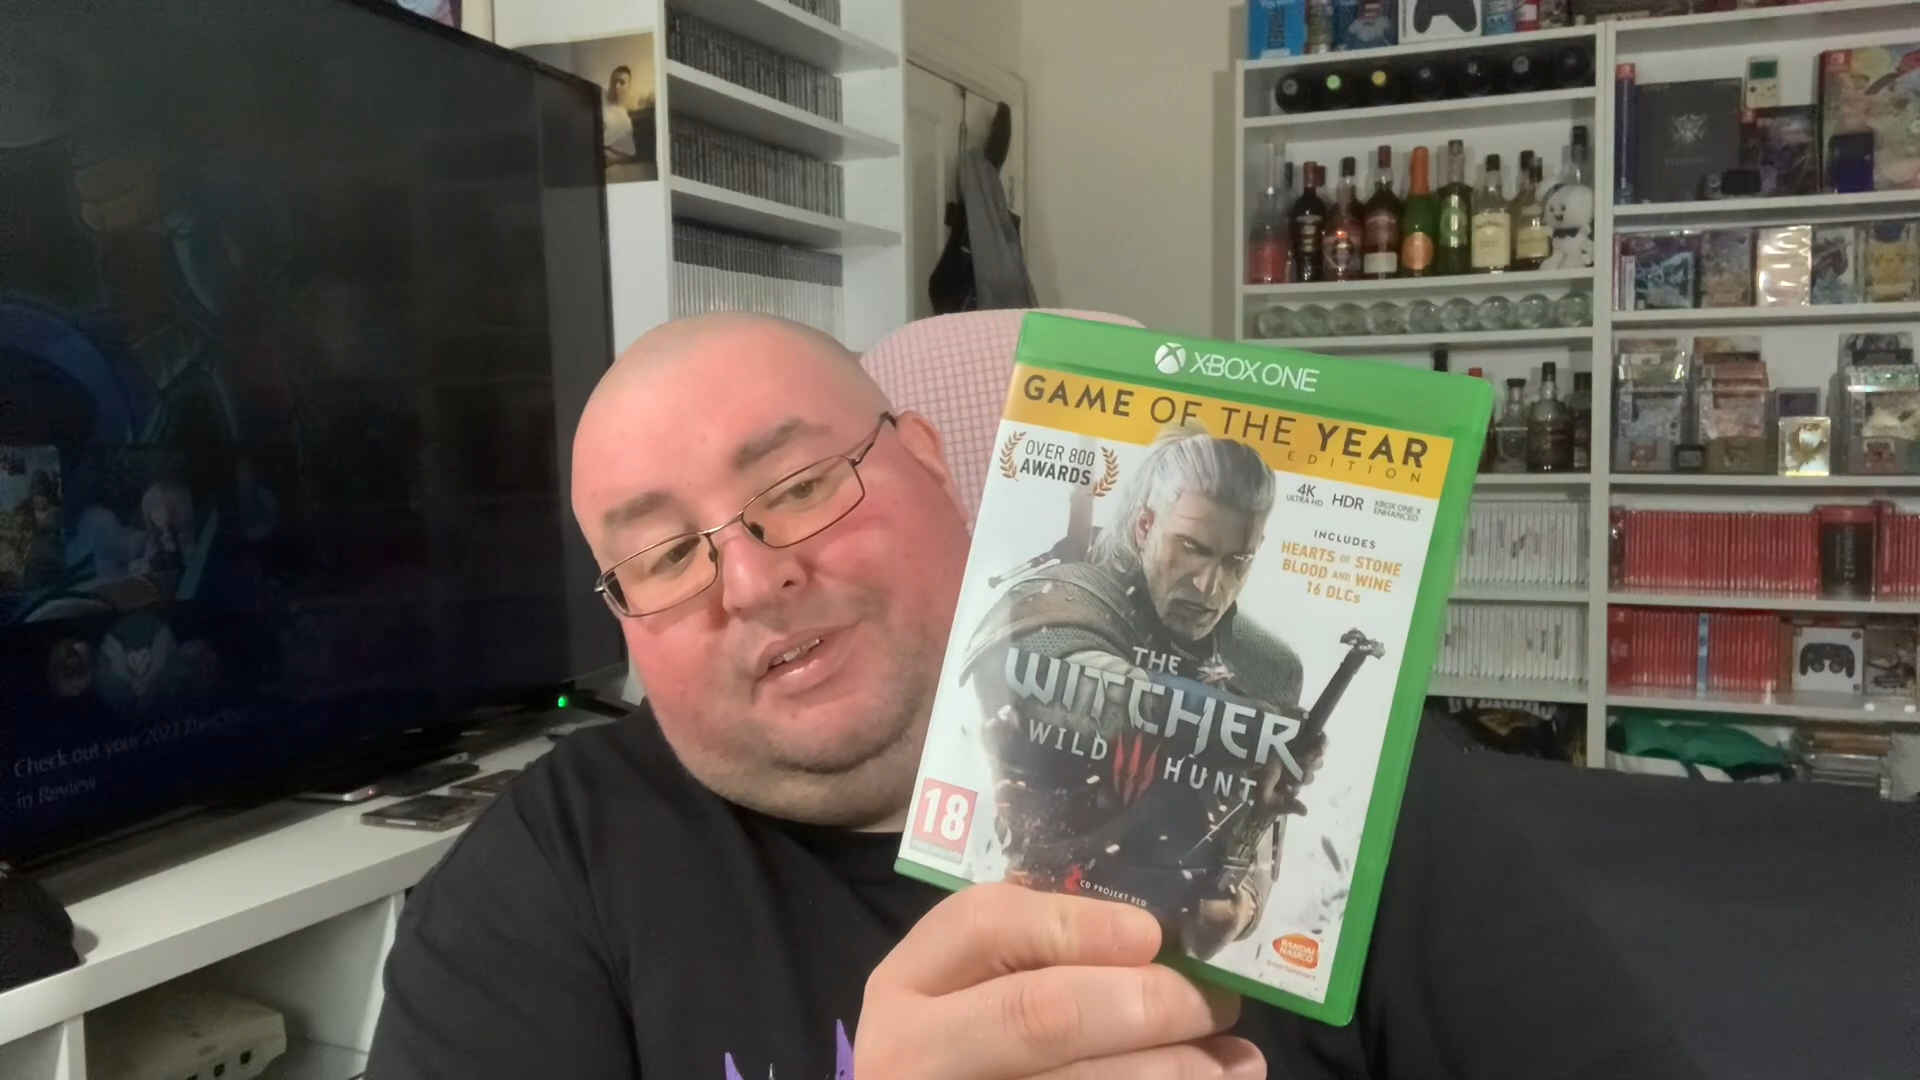 XBOX ONE
GAME OF THE YEAR
EDITION
OVER 800
AWARDS
4K
ULTRA HD
HDR
XBOX ONE X
ENHANCED
INCLUDES
HEARTS OF STONE
BLOOD AND WINE
16 DLCs
THE
WITCHER
WILD HUNT
18
CD PROJEKT RED
BANDAI
NAMCO
Entertainment
Check out your
in Review